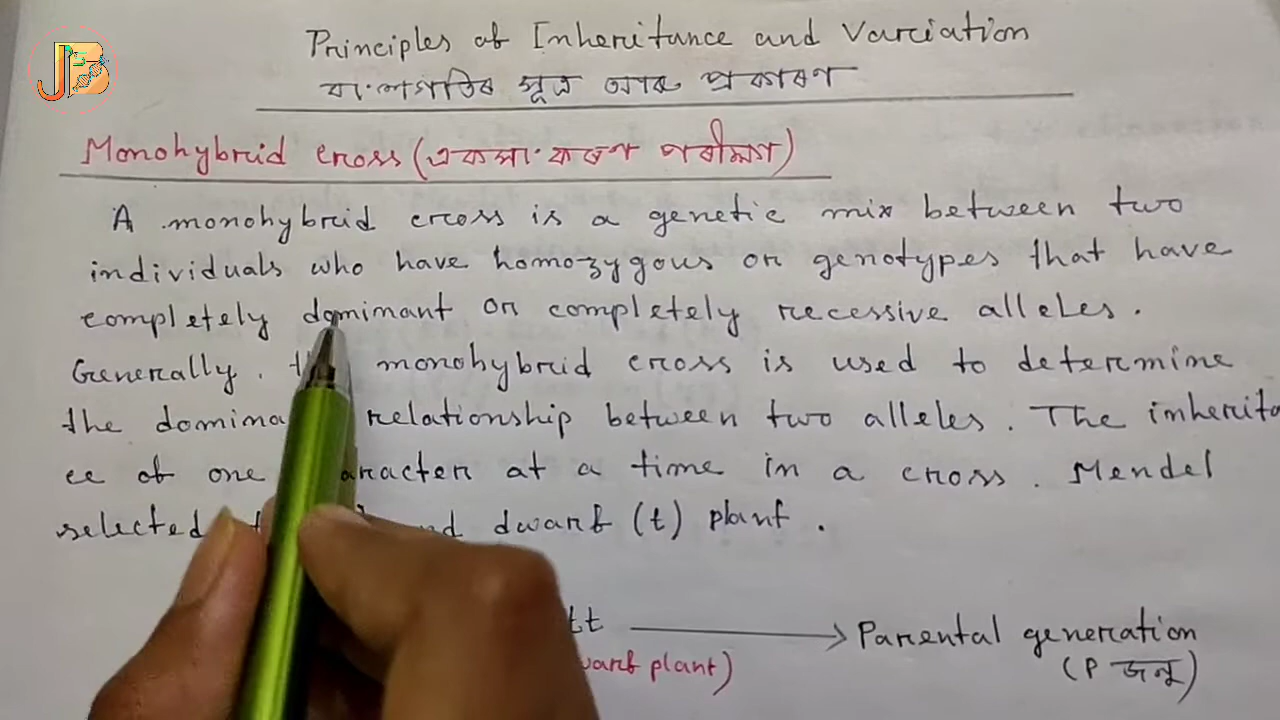 JB
Principles of Inheritance and Variation
বংশগতিৰ সূত্ৰ আৰু প্ৰকাৰণ
Monohybrid cross (একসংকৰণ পৰীক্ষা)
A monohybrid cross is a genetic mix between two
individuals who have homozygous or genotypes that have
completely dominant or completely recessive alleles.
Generally, monohybrid cross is used to determine
the relationship between two alleles. The
ce of one at a time in a cross. Mendel
selected dwarf (t) plant.
tt → Parental generation
plant) (P জনু)